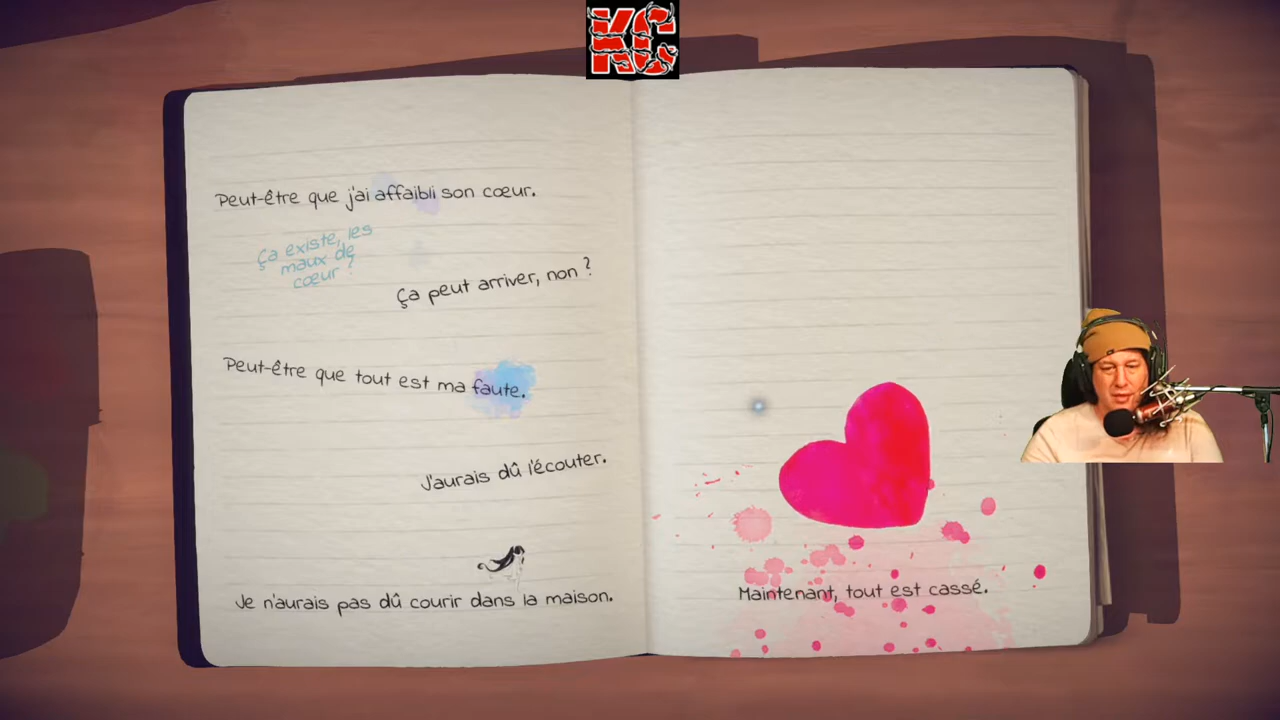 KC
Peut-être que j'ai affaibli son cœur.
Ça existe, les
maux de
cœur ?
Ça peut arriver, non ?
Peut-être que tout est ma faute.
J'aurais dû l'écouter.
Je n'aurais pas dû courir dans la maison.
Maintenant, tout est cassé.